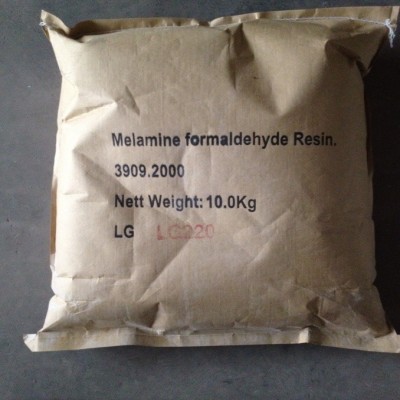 Melamine formaldehyde Resin.
3909.2000
Nett Weight: 10.0Kg
LG LG220